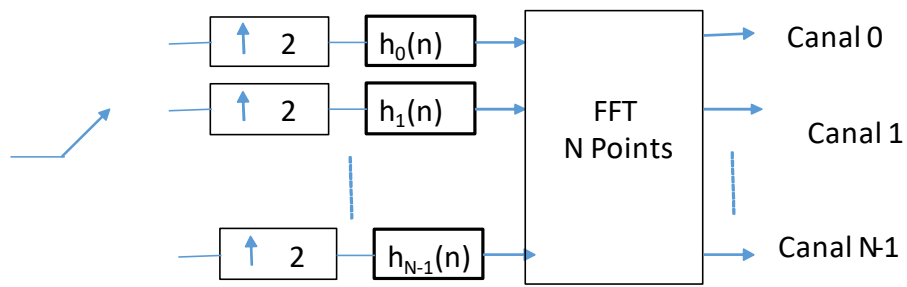 2
h0(n)
Canal 0
2
h1(n)
FFT
N Points
Canal 1
2
hN-1(n)
Canal N-1